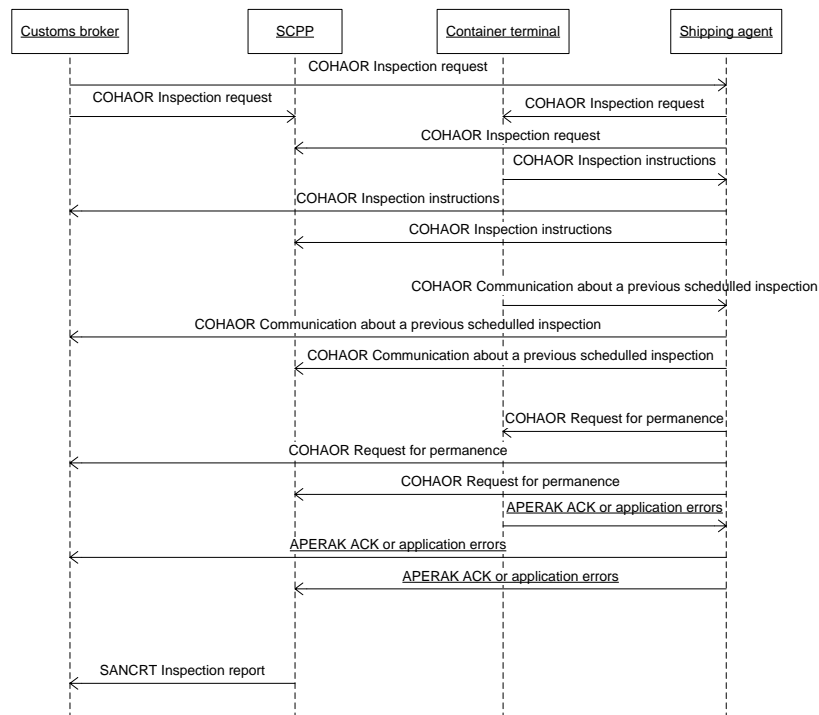 Customs broker
SCPP
Container terminal
Shipping agent
COHAOR Inspection request
COHAOR Inspection request
COHAOR Inspection request
COHAOR Inspection request
COHAOR Inspection instructions
COHAOR Inspection instructions
COHAOR Inspection instructions
COHAOR Communication about a previous schedulled inspection
COHAOR Communication about a previous schedulled inspection
COHAOR Communication about a previous schedulled inspection
COHAOR Request for permanence
COHAOR Request for permanence
COHAOR Request for permanence
APERAK ACK or application errors
APERAK ACK or application errors
APERAK ACK or application errors
SANCRT Inspection report